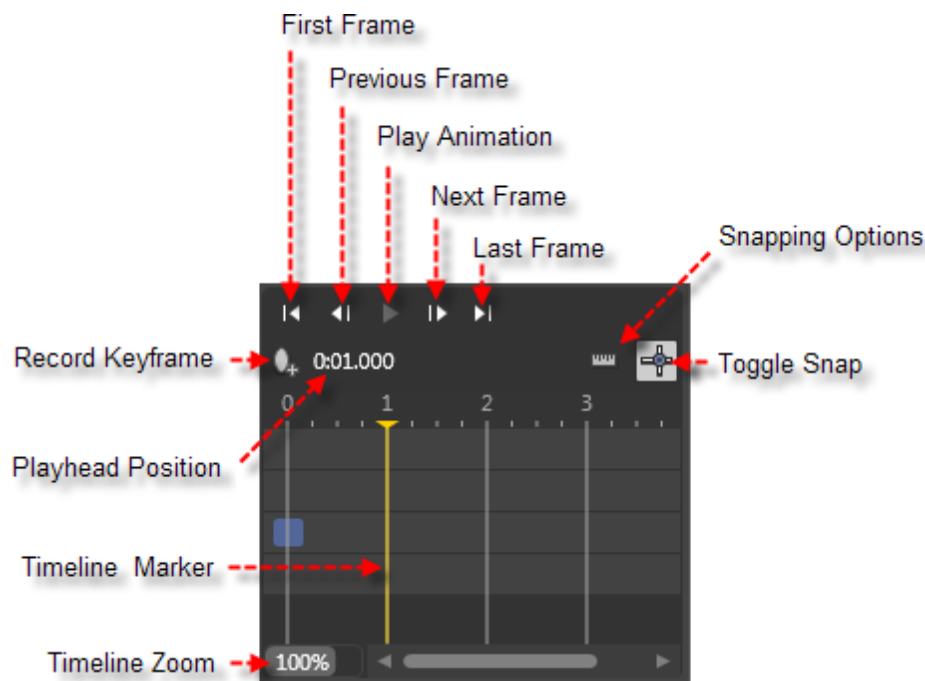 First Frame
Previous Frame
Play Animation
Next Frame
Last Frame
Snapping Options
Record Keyframe
0:01.000
Toggle Snap
0 1 2 3
Playhead Position
Timeline Marker
Timeline Zoom
100%